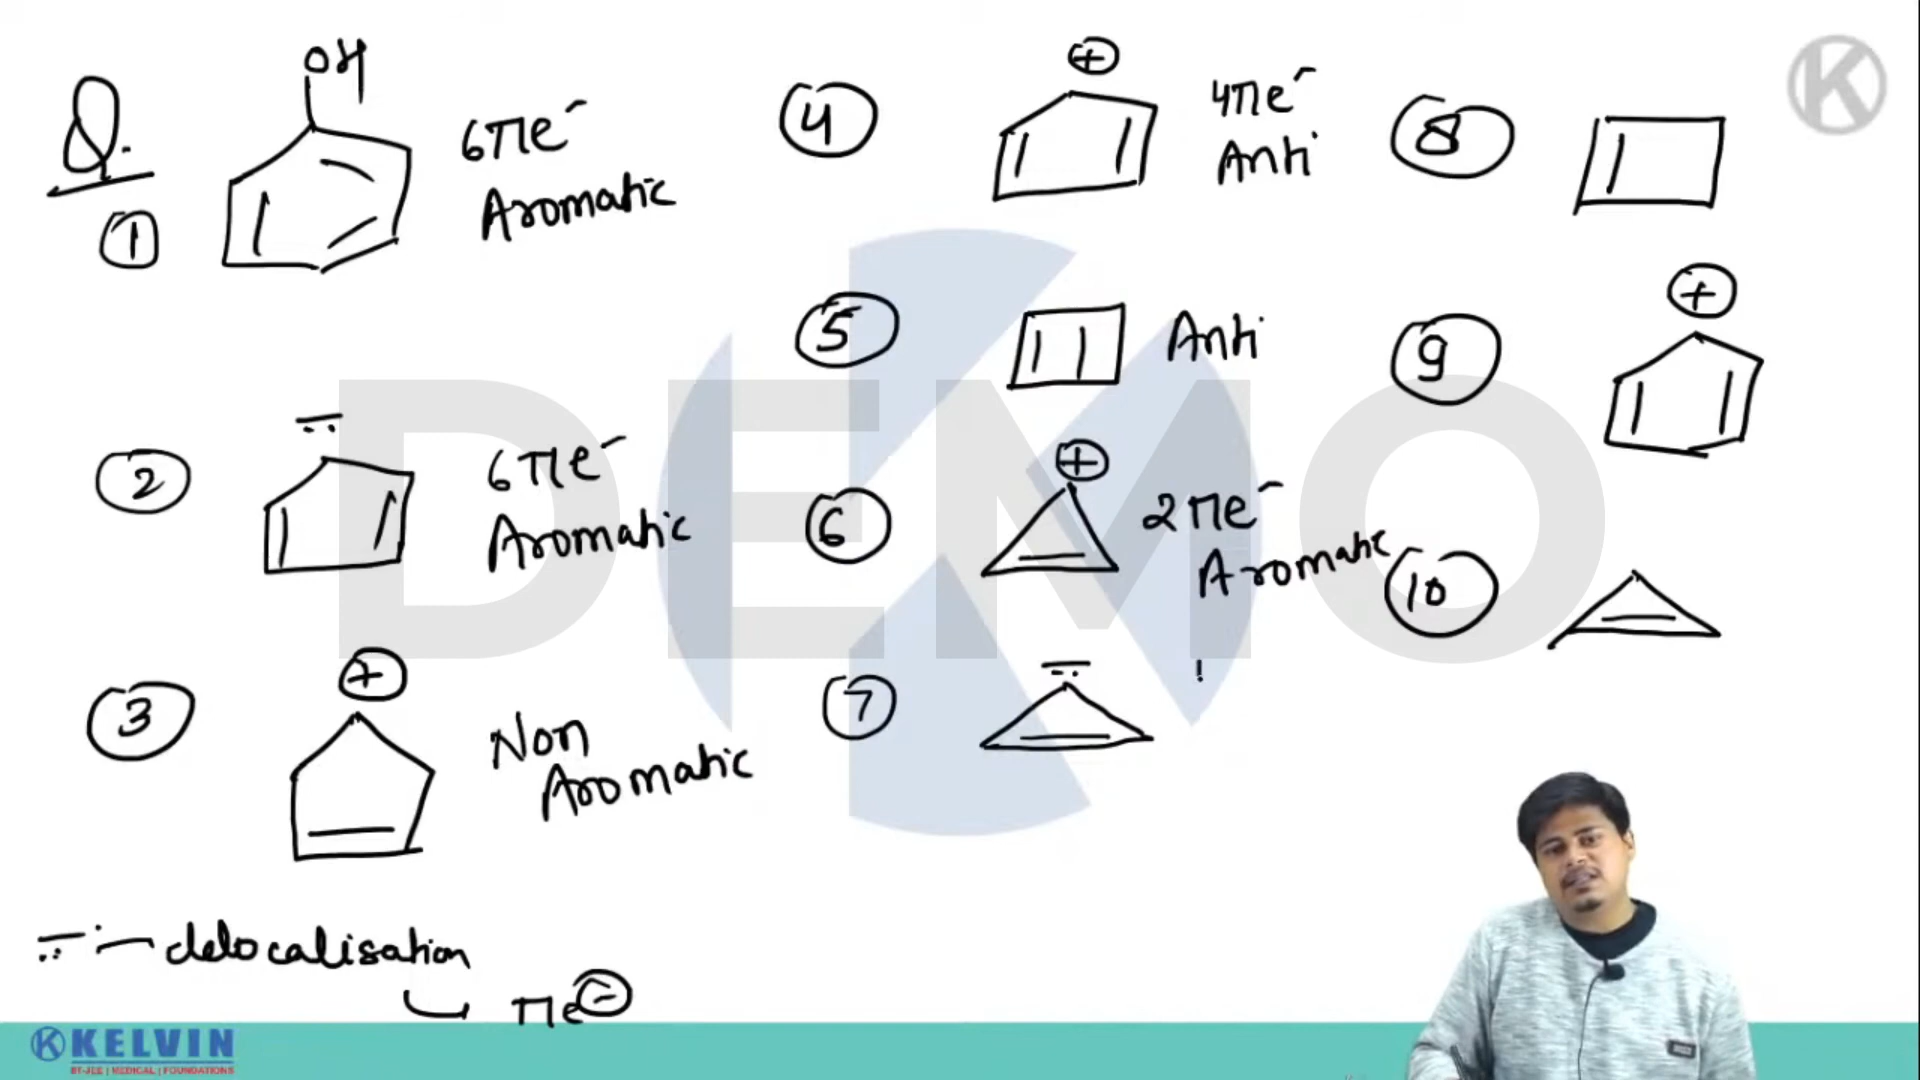 Q.
①
OH
6πe⁻
Aromatic
②
6πe⁻
Aromatic
③
+
Non
Aromatic
delocalisation
πe⊖
④
+
4πe⁻
Anti
⑤
Anti
⑥
+
2πe⁻
Aromatic
⑦
⑧
⑨
+
⑩
K
DEMO
K KELVIN
IIT-JEE | MEDICAL | FOUNDATIONS